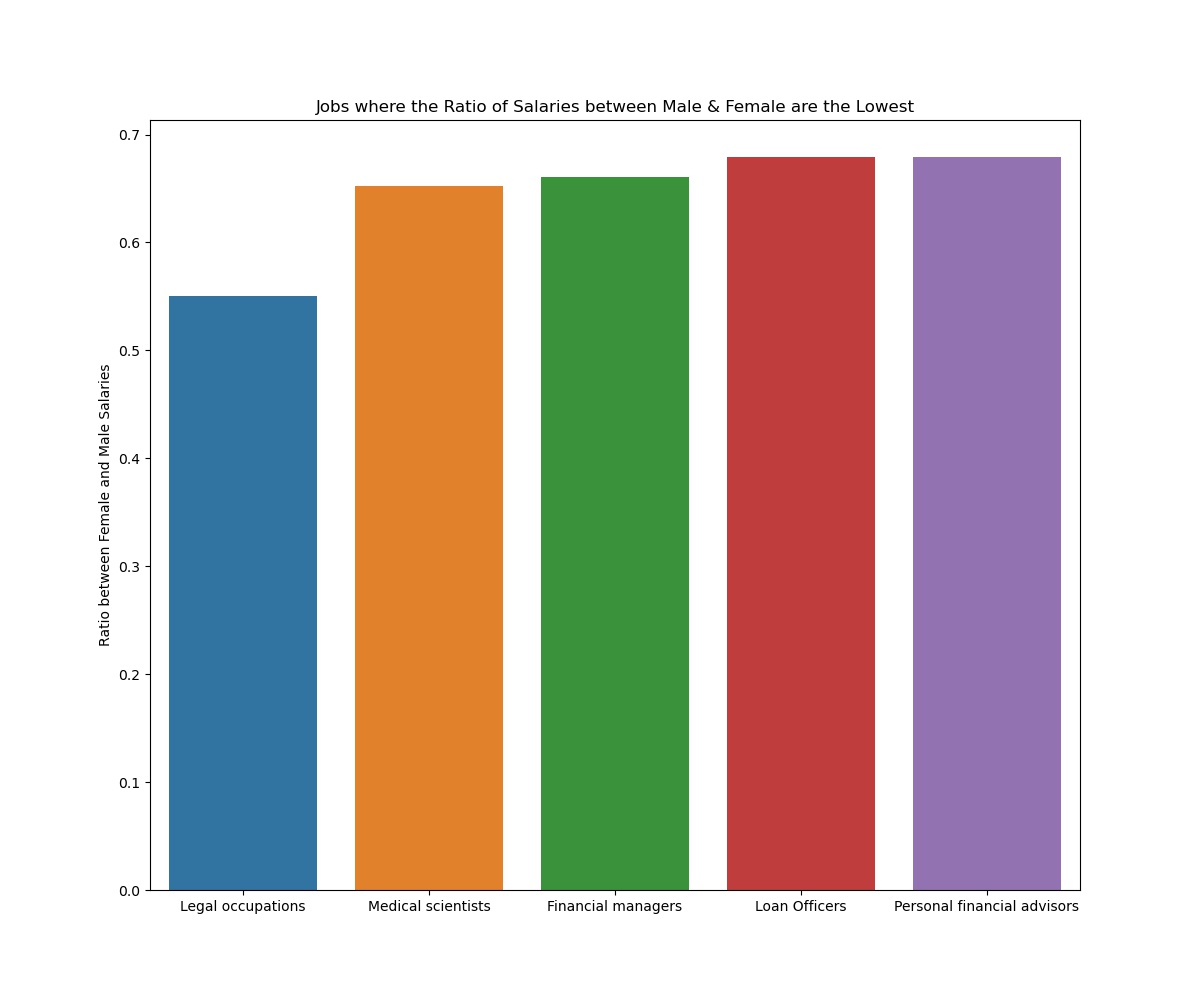 Jobs where the Ratio of Salaries between Male & Female are the Lowest
Ratio between Female and Male Salaries
0.7
0.6
0.5
0.4
0.3
0.2
0.1
0.0
Legal occupations
Medical scientists
Financial managers
Loan Officers
Personal financial advisors